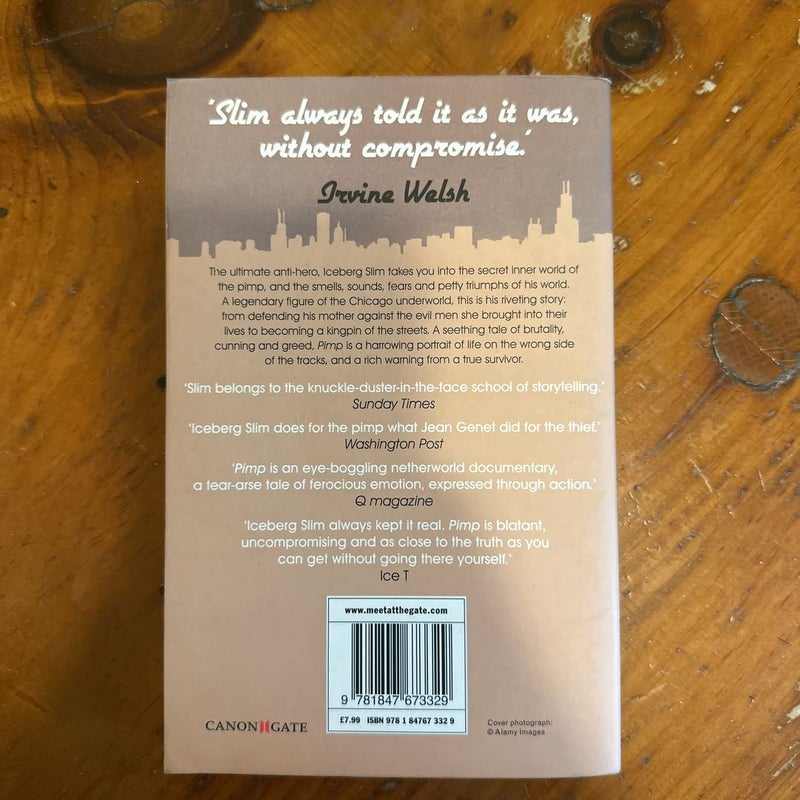 'Slim always told it as it was,
without compromise.'
Irvine Welsh
The ultimate anti-hero, Iceberg Slim takes you into the secret inner world of
the pimp, and the smells, sounds, fears and petty triumphs of his world.
A legendary figure of the Chicago underworld, this is his riveting story:
from defending his mother against the evil men she brought into their
lives to becoming a kingpin of the streets. A seething tale of brutality,
cunning and greed, Pimp is a harrowing portrait of life on the wrong side
of the tracks, and a rich warning from a true survivor.
'Slim belongs to the knuckle-duster-in-the-face school of storytelling.'
Sunday Times
'Iceberg Slim does for the pimp what Jean Genet did for the thief.'
Washington Post
'Pimp is an eye-boggling netherworld documentary,
a tear-arse tale of ferocious emotion, expressed through action.'
Q magazine
'Iceberg Slim always kept it real. Pimp is blatant,
uncompromising and as close to the truth as you
can get without going there yourself.'
Ice T
www.meetatthegate.com
9 781847 673329
£7.99 ISBN 978 1 84767 332 9
CANONGATE
Cover photograph:
© Alamy Images